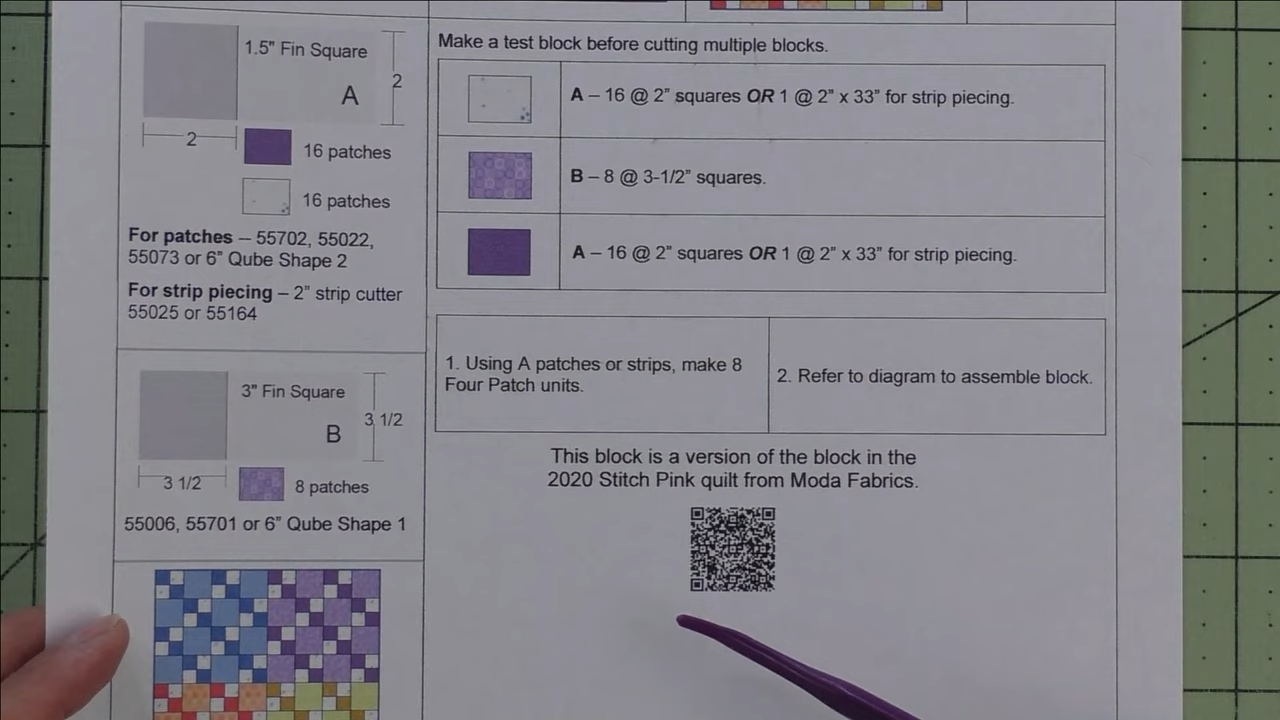 1.5" Fin Square
A
2
2
16 patches
16 patches
For patches – 55702, 55022,
55073 or 6" Qube Shape 2
For strip piecing – 2" strip cutter
55025 or 55164
3" Fin Square
B
3 1/2
3 1/2
8 patches
55006, 55701 or 6" Qube Shape 1
Make a test block before cutting multiple blocks.
A – 16 @ 2" squares OR 1 @ 2" x 33" for strip piecing.
B – 8 @ 3-1/2" squares.
A – 16 @ 2" squares OR 1 @ 2" x 33" for strip piecing.
1. Using A patches or strips, make 8
Four Patch units.
2. Refer to diagram to assemble block.
This block is a version of the block in the
2020 Stitch Pink quilt from Moda Fabrics.